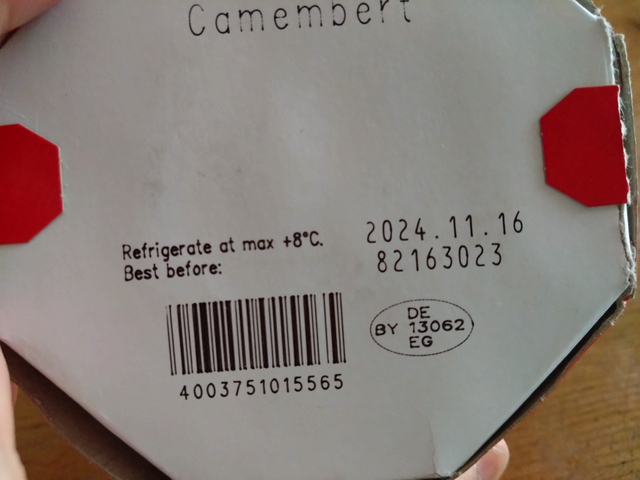 Camembert
Refrigerate at max +8°C.
Best before:
2024.11.16
82163023
4003751015565
DE
BY 13062
EG